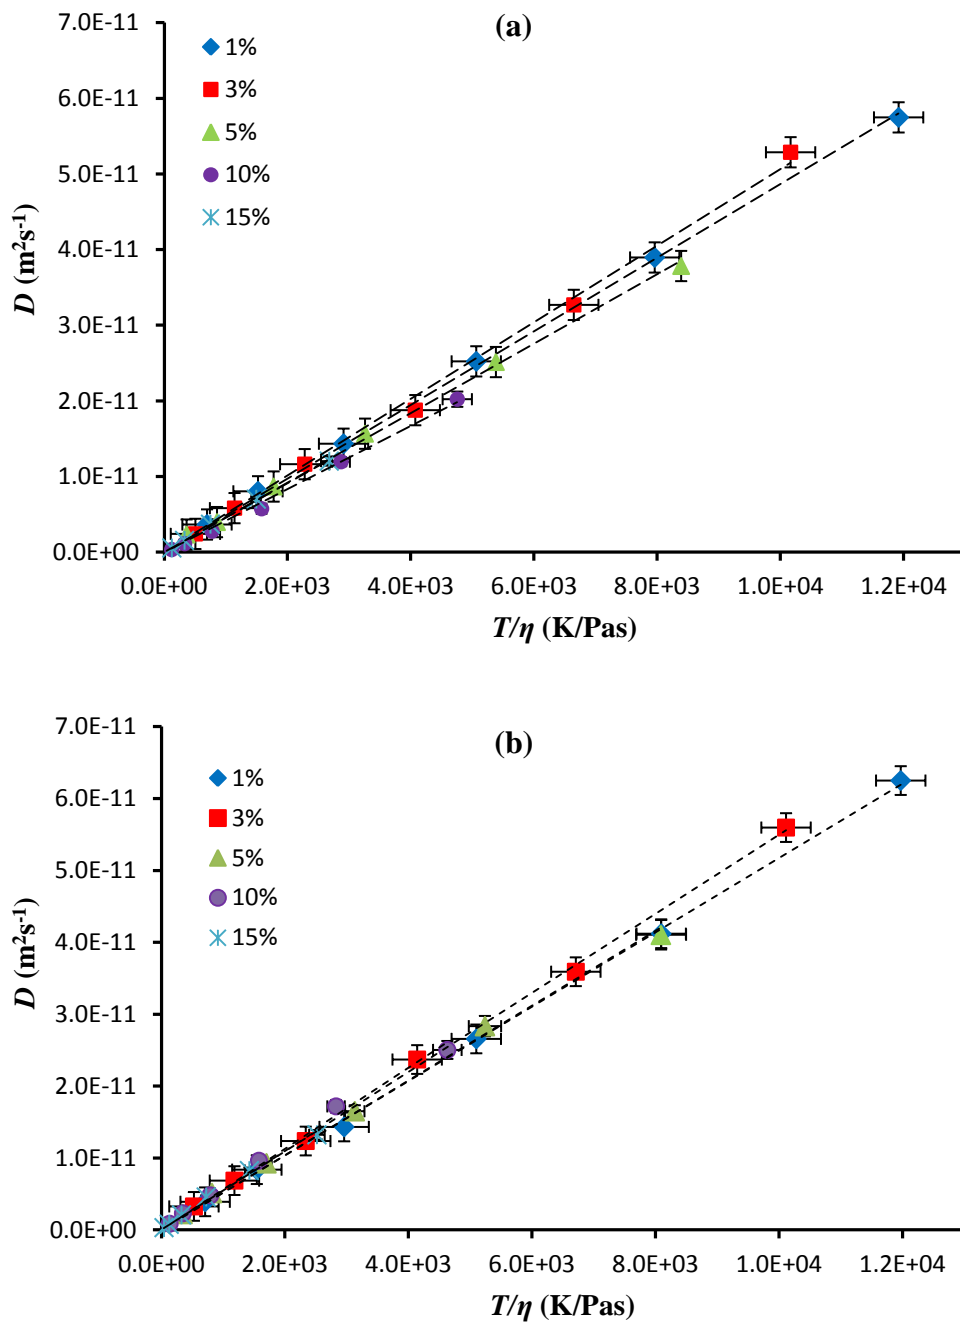 (a)
7.0E-11
6.0E-11
5.0E-11
4.0E-11
3.0E-11
2.0E-11
1.0E-11
0.0E+00
D (m²s⁻¹)
1%
3%
5%
10%
15%
0.0E+00 2.0E+03 4.0E+03 6.0E+03 8.0E+03 1.0E+04 1.2E+04
T/η (K/Pas)
(b)
7.0E-11
6.0E-11
5.0E-11
4.0E-11
3.0E-11
2.0E-11
1.0E-11
0.0E+00
D (m²s⁻¹)
1%
3%
5%
10%
15%
0.0E+00 2.0E+03 4.0E+03 6.0E+03 8.0E+03 1.0E+04 1.2E+04
T/η (K/Pas)